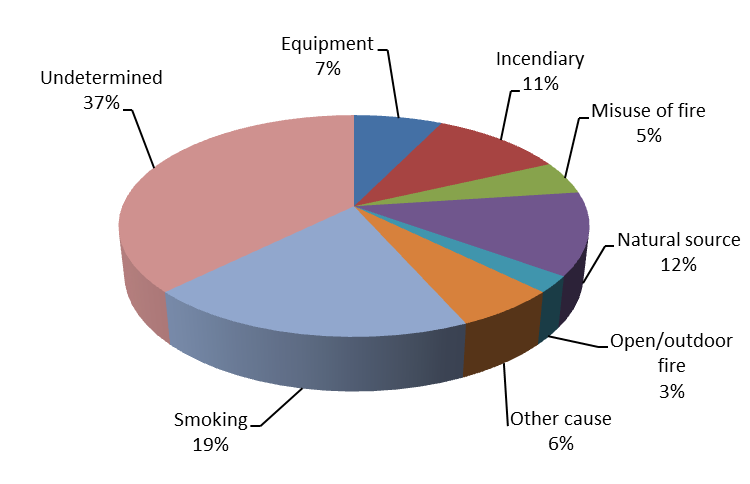 Equipment
7%
Incendiary
11%
Misuse of fire
5%
Natural source
12%
Open/outdoor
fire
3%
Other cause
6%
Smoking
19%
Undetermined
37%